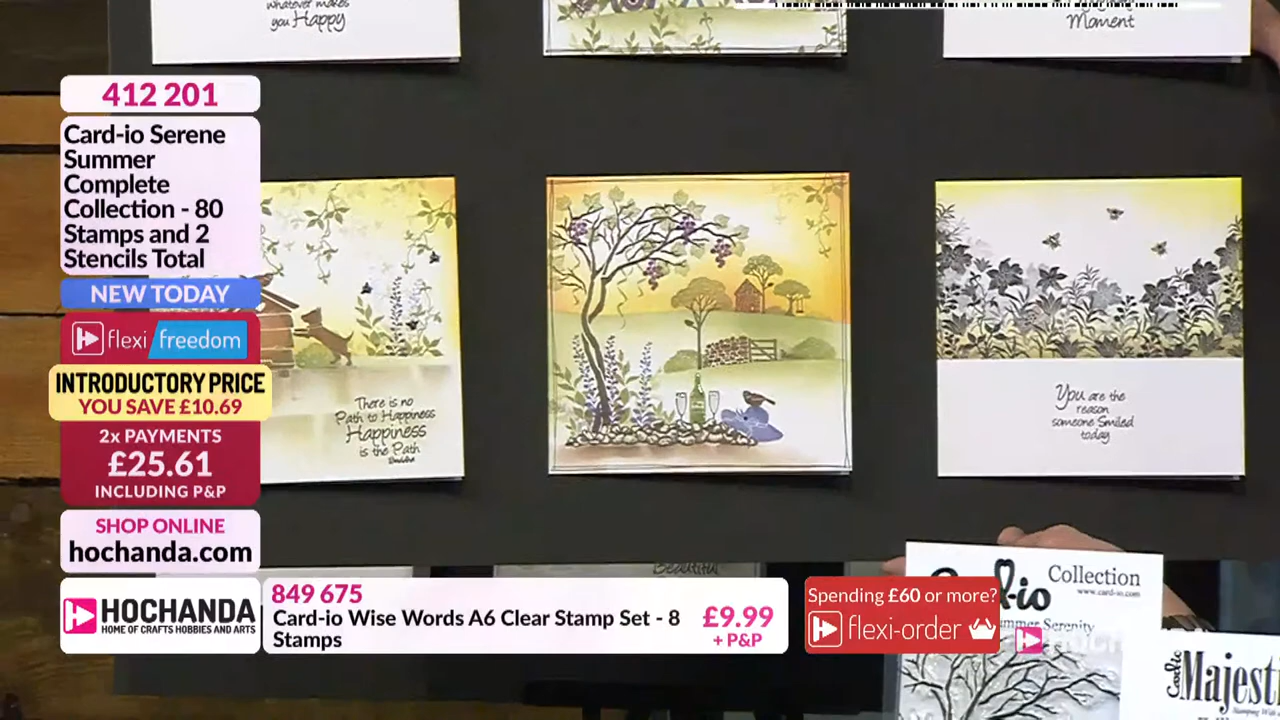 whatever makes
you Happy
Moment
412 201
Card-io Serene
Summer
Complete
Collection - 80
Stamps and 2
Stencils Total
NEW TODAY
flexi freedom
INTRODUCTORY PRICE
YOU SAVE £10.69
2x PAYMENTS
£25.61
INCLUDING P&P
SHOP ONLINE
hochanda.com
There is no
Path to Happiness
Happiness
is the Path
Buddha
You are the
reason
someone Smiled
today
Beautiful
HOCHANDA
HOME OF CRAFTS HOBBIES AND ARTS
849 675
Card-io Wise Words A6 Clear Stamp Set - 8
Stamps
£9.99
+ P&P
Spending £60 or more?
flexi-order
Collection
www.card-io.com
Serenity
Majesti